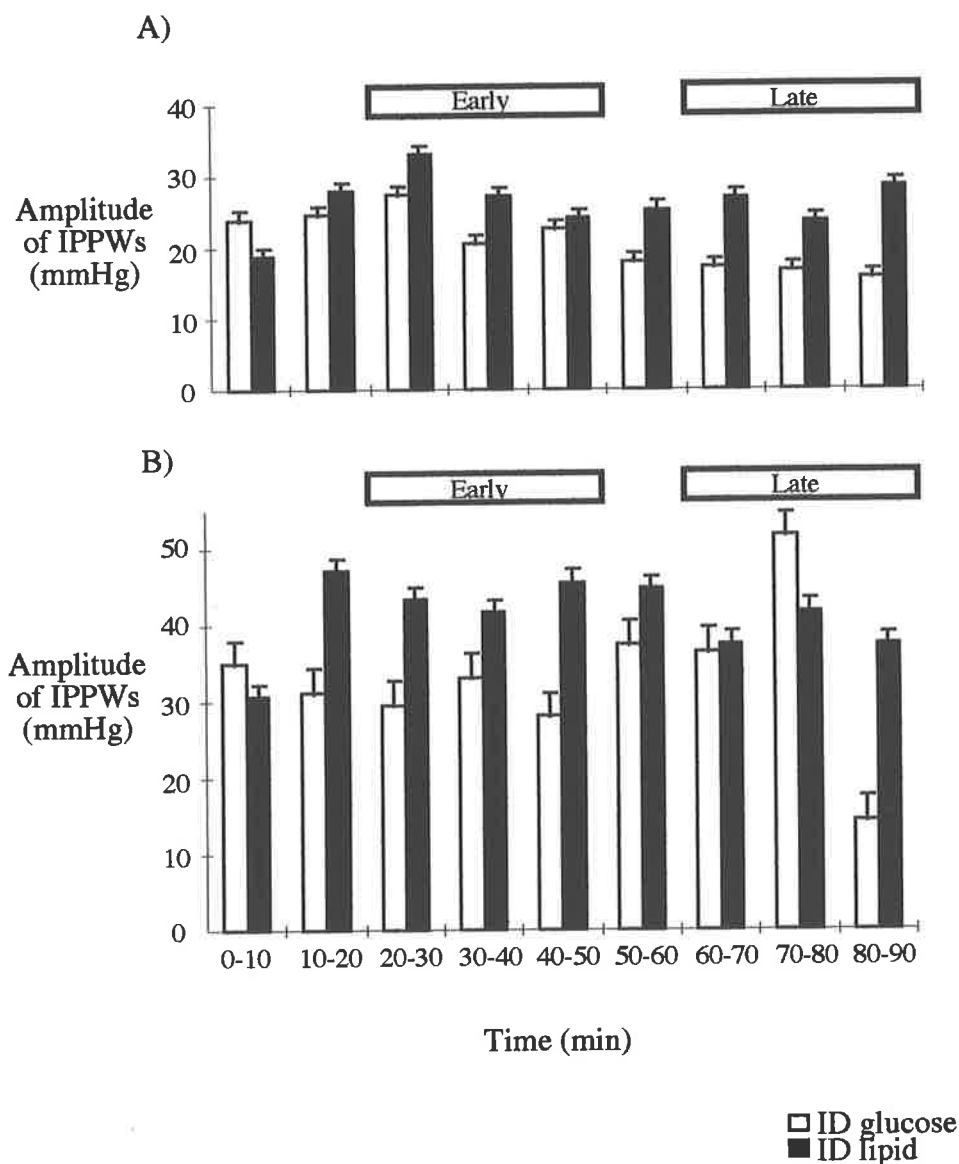 A)
Early
Late
40
30
20
10
0
Amplitude
of IPPWs
(mmHg)
B)
Early
Late
50
40
30
20
10
0
Amplitude
of IPPWs
(mmHg)
0-10 10-20 20-30 30-40 40-50 50-60 60-70 70-80 80-90
Time (min)
ID glucose
ID lipid